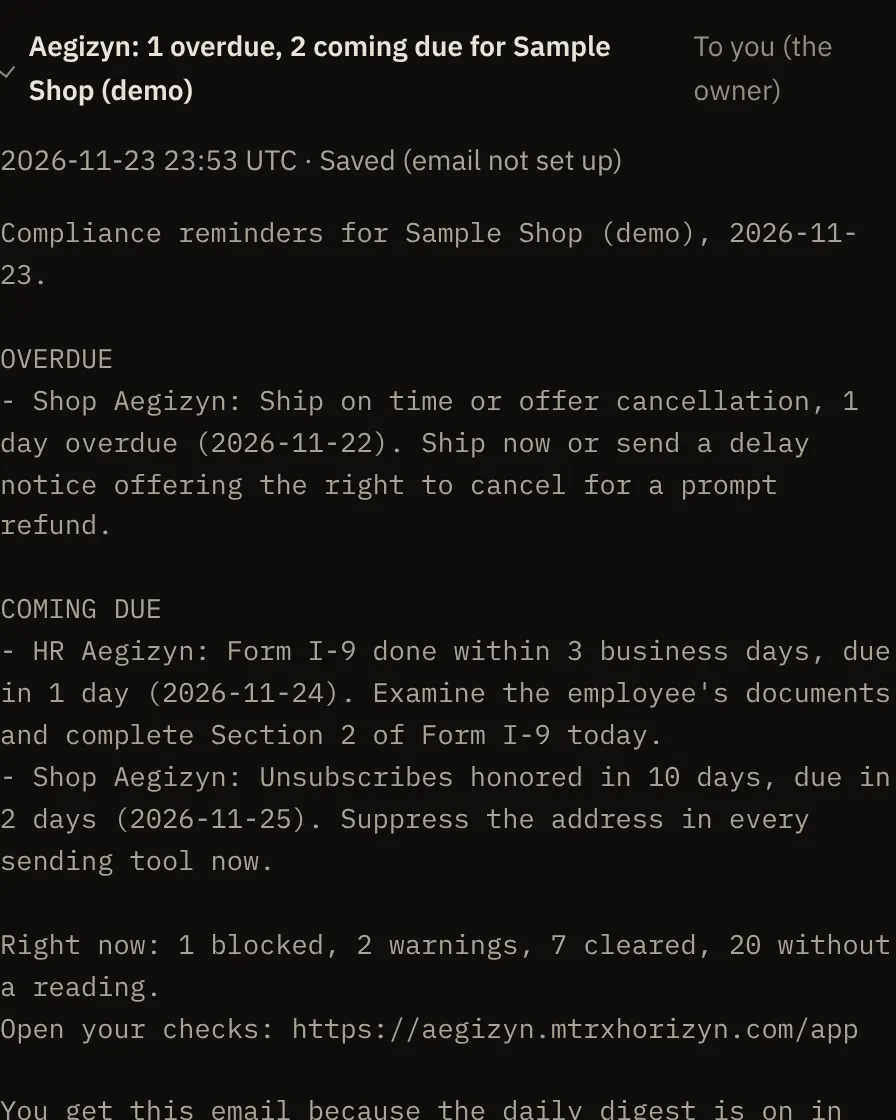 Aegizyn: 1 overdue, 2 coming due for Sample
Shop (demo)
To you (the
owner)
2026-11-23 23:53 UTC · Saved (email not set up)
Compliance reminders for Sample Shop (demo), 2026-11-
23.
OVERDUE
- Shop Aegizyn: Ship on time or offer cancellation, 1
day overdue (2026-11-22). Ship now or send a delay
notice offering the right to cancel for a prompt
refund.
COMING DUE
- HR Aegizyn: Form I-9 done within 3 business days, due
in 1 day (2026-11-24). Examine the employee's documents
and complete Section 2 of Form I-9 today.
- Shop Aegizyn: Unsubscribes honored in 10 days, due in
2 days (2026-11-25). Suppress the address in every
sending tool now.
Right now: 1 blocked, 2 warnings, 7 cleared, 20 without
a reading.
Open your checks: https://aegizyn.mtrxhorizyn.com/app
You get this email because the daily digest is on in